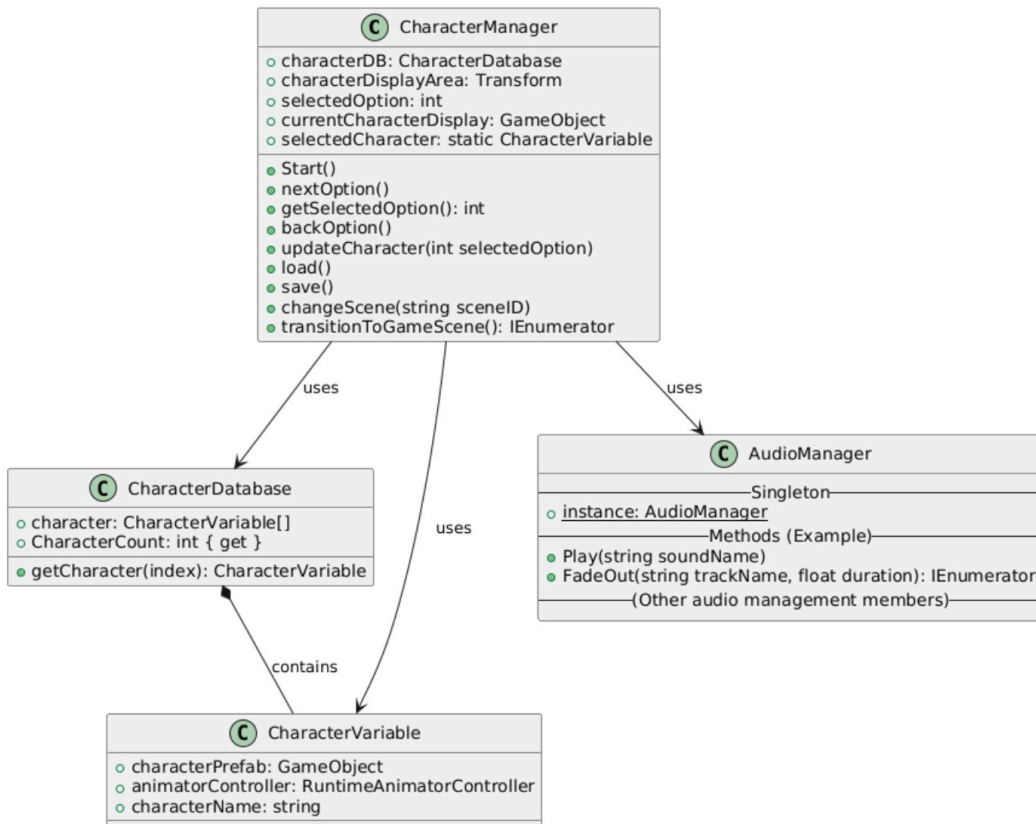 C CharacterManager
characterDB: CharacterDatabase
characterDisplayArea: Transform
selectedOption: int
currentCharacterDisplay: GameObject
selectedCharacter: static CharacterVariable
Start()
nextOption()
getSelectedOption(): int
backOption()
updateCharacter(int selectedOption)
load()
save()
changeScene(string sceneID)
transitionToGameScene(): IEnumerator
uses
uses
uses
C CharacterDatabase
character: CharacterVariable[]
CharacterCount: int { get }
getCharacter(index): CharacterVariable
C AudioManager
Singleton
instance: AudioManager
Methods (Example)
Play(string soundName)
FadeOut(string trackName, float duration): IEnumerator
(Other audio management members)
contains
C CharacterVariable
characterPrefab: GameObject
animatorController: RuntimeAnimatorController
characterName: string